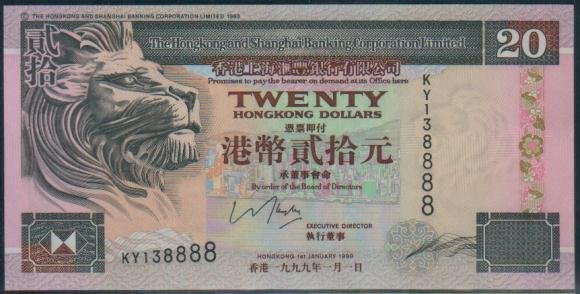 © THE HONGKONG AND SHANGHAI BANKING CORPORATION LIMITED 1993
貳拾
The Hongkong and Shanghai Banking Corporation Limited
20
香港上海滙豐銀行有限公司
Promises to pay the bearer on demand at its Office here
TWENTY
HONGKONG DOLLARS
憑票即付
港幣貳拾元
承董事會命
By order of the Board of Directors
KY138888
EXECUTIVE DIRECTOR
執行董事
KY138888
HONGKONG 1st JANUARY 1999
香港一九九九年一月一日